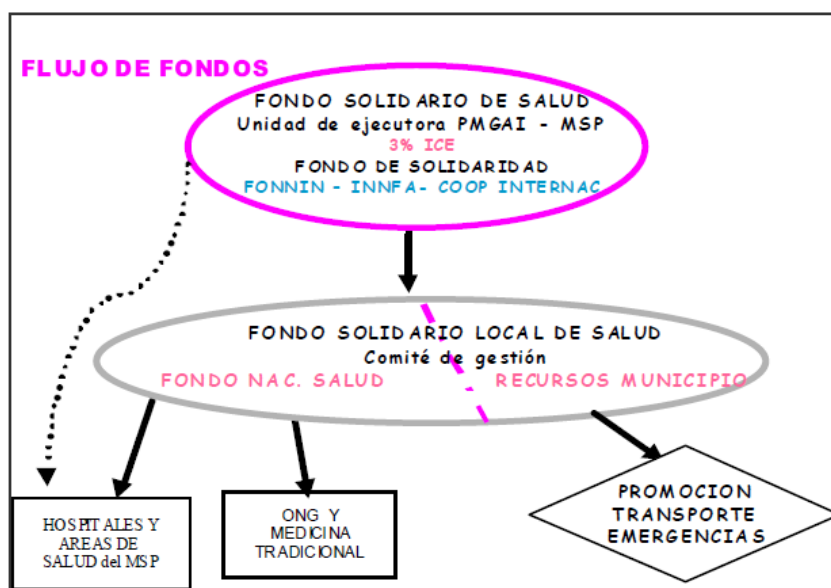 FLUJO DE FONDOS
FONDO SOLIDARIO DE SALUD
Unidad de ejecutora PMGAI - MSP
3% ICE
FONDO DE SOLIDARIDAD
FONNIN - INNFA- COOP INTERNAC
FONDO SOLIDARIO LOCAL DE SALUD
Comité de gestión
FONDO NAC. SALUD
RECURSOS MUNICIPIO
HOSPITALES Y
AREAS DE
SALUD del MSP
ONG Y
MEDICINA
TRADICIONAL
PROMOCION
TRANSPORTE
EMERGENCIAS